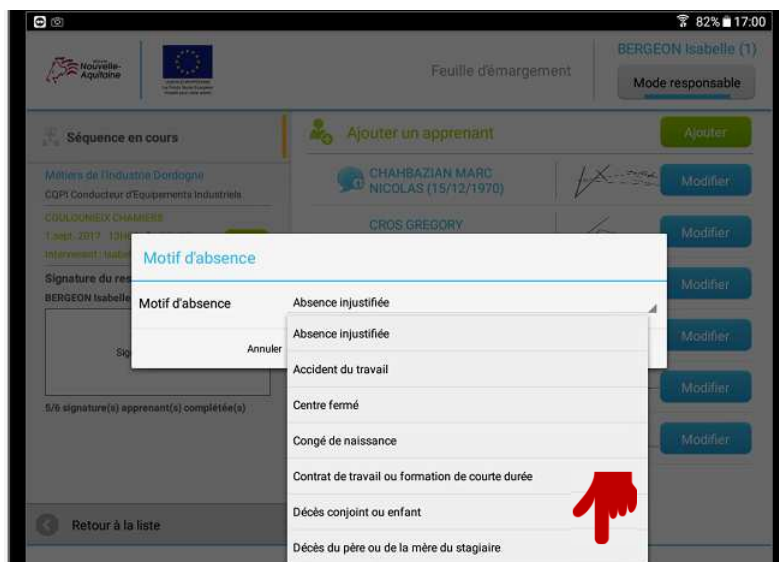 82% 17:00
Nouvelle-
Aquitaine
Feuille d'émargement
BERGEON Isabelle (1)
Mode responsable
Séquence en cours
Ajouter un apprenant
Ajouter
Métiers de l'Industrie Dordogne
CQPI Conducteur d'Equipements Industriels
CHAHBAZIAN MARC
NICOLAS (15/12/1970)
Modifier
COULOUNIEIX CHAMIERS
1 sept. 2017 13H
CROS GREGORY
Modifier
Intervenant : Isabel
Motif d'absence
Signature du res
BERGEON Isabelle
Modifier
Motif d'absence
Absence injustifiée
Sig
Annuler
Absence injustifiée
Modifier
Accident du travail
Modifier
5/6 signature(s) apprenant(s) complétée(s)
Centre fermé
Congé de naissance
Modifier
Contrat de travail ou formation de courte durée
Décès conjoint ou enfant
Retour à la liste
Décès du père ou de la mère du stagiaire